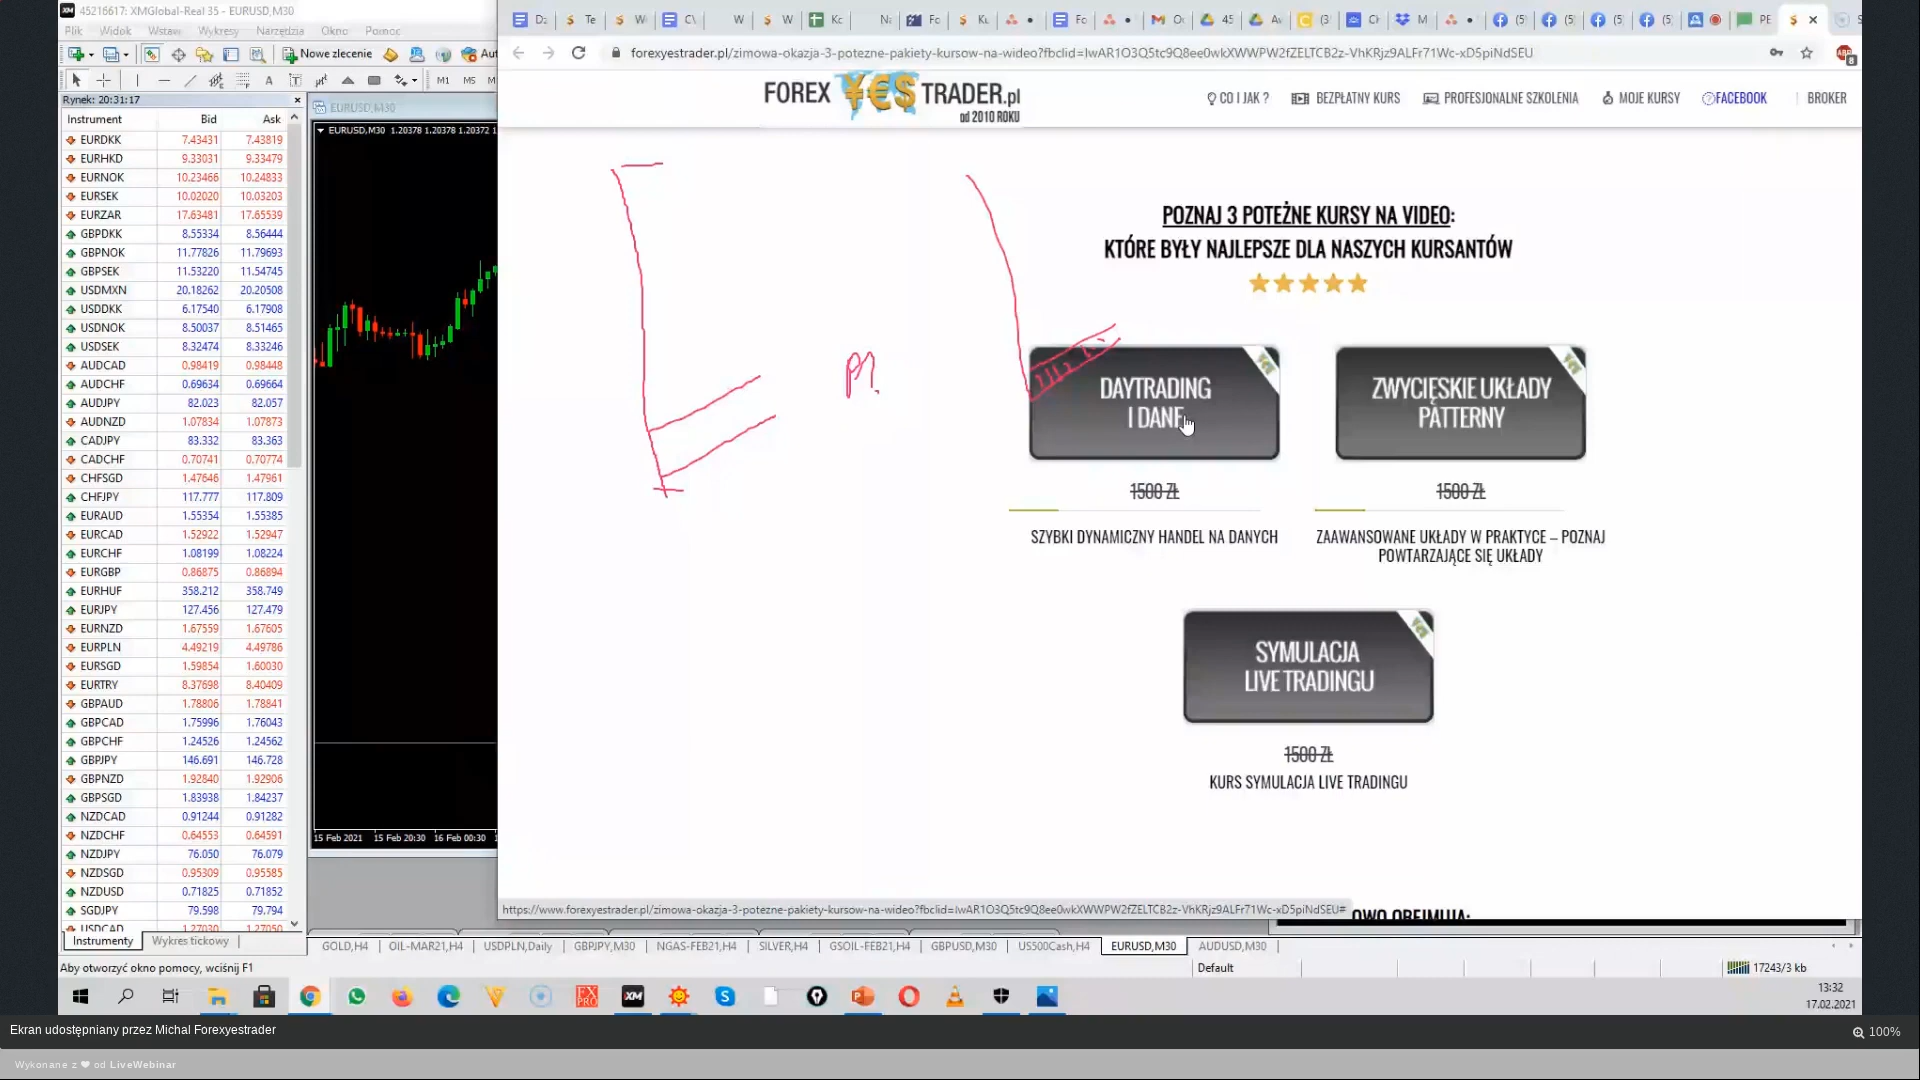 45216617: XMGlobal-Real 35 - EURUSD,M30
Plik Widok Wstaw Wykresy Narzędzia Okno Pomoc
Nowe zlecenie
M1 M5
Rynek: 20:31:17
Instrument Bid Ask
EURDKK 7.43431 7.43819
EURHKD 9.33031 9.33479
EURNOK 10.23466 10.24833
EURSEK 10.02020 10.03203
EURZAR 17.63481 17.65539
GBPDKK 8.55334 8.56444
GBPNOK 11.77826 11.79693
GBPSEK 11.53220 11.54745
USDMXN 20.18262 20.20508
USDDKK 6.17540 6.17908
USDNOK 8.50037 8.51465
USDSEK 8.32474 8.33246
AUDCAD 0.98419 0.98448
AUDCHF 0.69634 0.69664
AUDJPY 82.023 82.057
AUDNZD 1.07834 1.07873
CADJPY 83.332 83.363
CADCHF 0.70741 0.70774
CHFSGD 1.47646 1.47961
CHFJPY 117.777 117.809
EURAUD 1.55354 1.55385
EURCAD 1.52922 1.52947
EURCHF 1.08199 1.08224
EURGBP 0.86875 0.86894
EURHUF 358.212 358.749
EURJPY 127.456 127.479
EURNZD 1.67559 1.67605
EURPLN 4.49219 4.49786
EURSGD 1.59854 1.60030
EURTRY 8.37698 8.40409
GBPAUD 1.78806 1.78841
GBPCAD 1.75996 1.76043
GBPCHF 1.24526 1.24562
GBPJPY 146.691 146.728
GBPNZD 1.92840 1.92906
GBPSGD 1.83938 1.84237
NZDCAD 0.91244 0.91282
NZDCHF 0.64553 0.64591
NZDJPY 76.050 76.079
NZDSGD 0.95309 0.95585
NZDUSD 0.71825 0.71852
SGDJPY 79.598 79.794
USDCAD 1.27030 1.27050
Instrumenty Wykres tickowy
Aby otworzyć okno pomocy, wciśnij F1
EURUSD,M30
EURUSD,M30 1.20378 1.20378 1.20372
15 Feb 2021 15 Feb 20:30 16 Feb 00:30
forexyestrader.pl/zimowa-okazja-3-potezne-pakiety-kursow-na-wideo?fbclid=IwAR1O3Q5tc9Q8ee0wkXWWPW2fZELTCB2z-VhKRjz9ALFr71Wc-xD5piNdSEU
FOREX Y€S TRADER.pl
od 2010 ROKU
CO I JAK ? BEZPŁATNY KURS PROFESJONALNE SZKOLENIA MOJE KURSY FACEBOOK BROKER
POZNAJ 3 POTEŻNE KURSY NA VIDEO:
KTÓRE BYŁY NAJLEPSZE DLA NASZYCH KURSANTÓW
DAYTRADING
I DANE
1500 ZŁ
SZYBKI DYNAMICZNY HANDEL NA DANYCH
ZWYCIĘSKIE UKŁADY
PATTERNY
1500 ZŁ
ZAAWANSOWANE UKŁADY W PRAKTYCE – POZNAJ
POWTARZAJĄCE SIĘ UKŁADY
SYMULACJA
LIVE TRADINGU
1500 ZŁ
KURS SYMULACJA LIVE TRADINGU
https://www.forexyestrader.pl/zimowa-okazja-3-potezne-pakiety-kursow-na-wideo?fbclid=IwAR1O3Q5tc9Q8ee0wkXWWPW2fZELTCB2z-VhKRjz9ALFr71Wc-xD5piNdSEU#
GOLD,H4 OIL-MAR21,H4 USDPLN,Daily GBPJPY,M30 NGAS-FEB21,H4 SILVER,H4 GSOIL-FEB21,H4 GBPUSD,M30 US500Cash,H4 EURUSD,M30 AUDUSD,M30
Default 17243/3 kb
13:32
17.02.2021
Ekran udostępniany przez Michal Forexyestrader
100%
Wykonane z ❤ od LiveWebinar